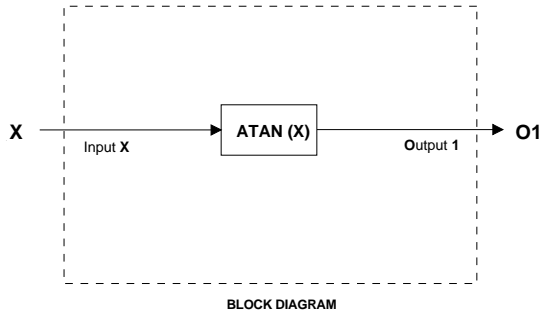 X
Input X
ATAN (X)
Output 1
O1
BLOCK DIAGRAM